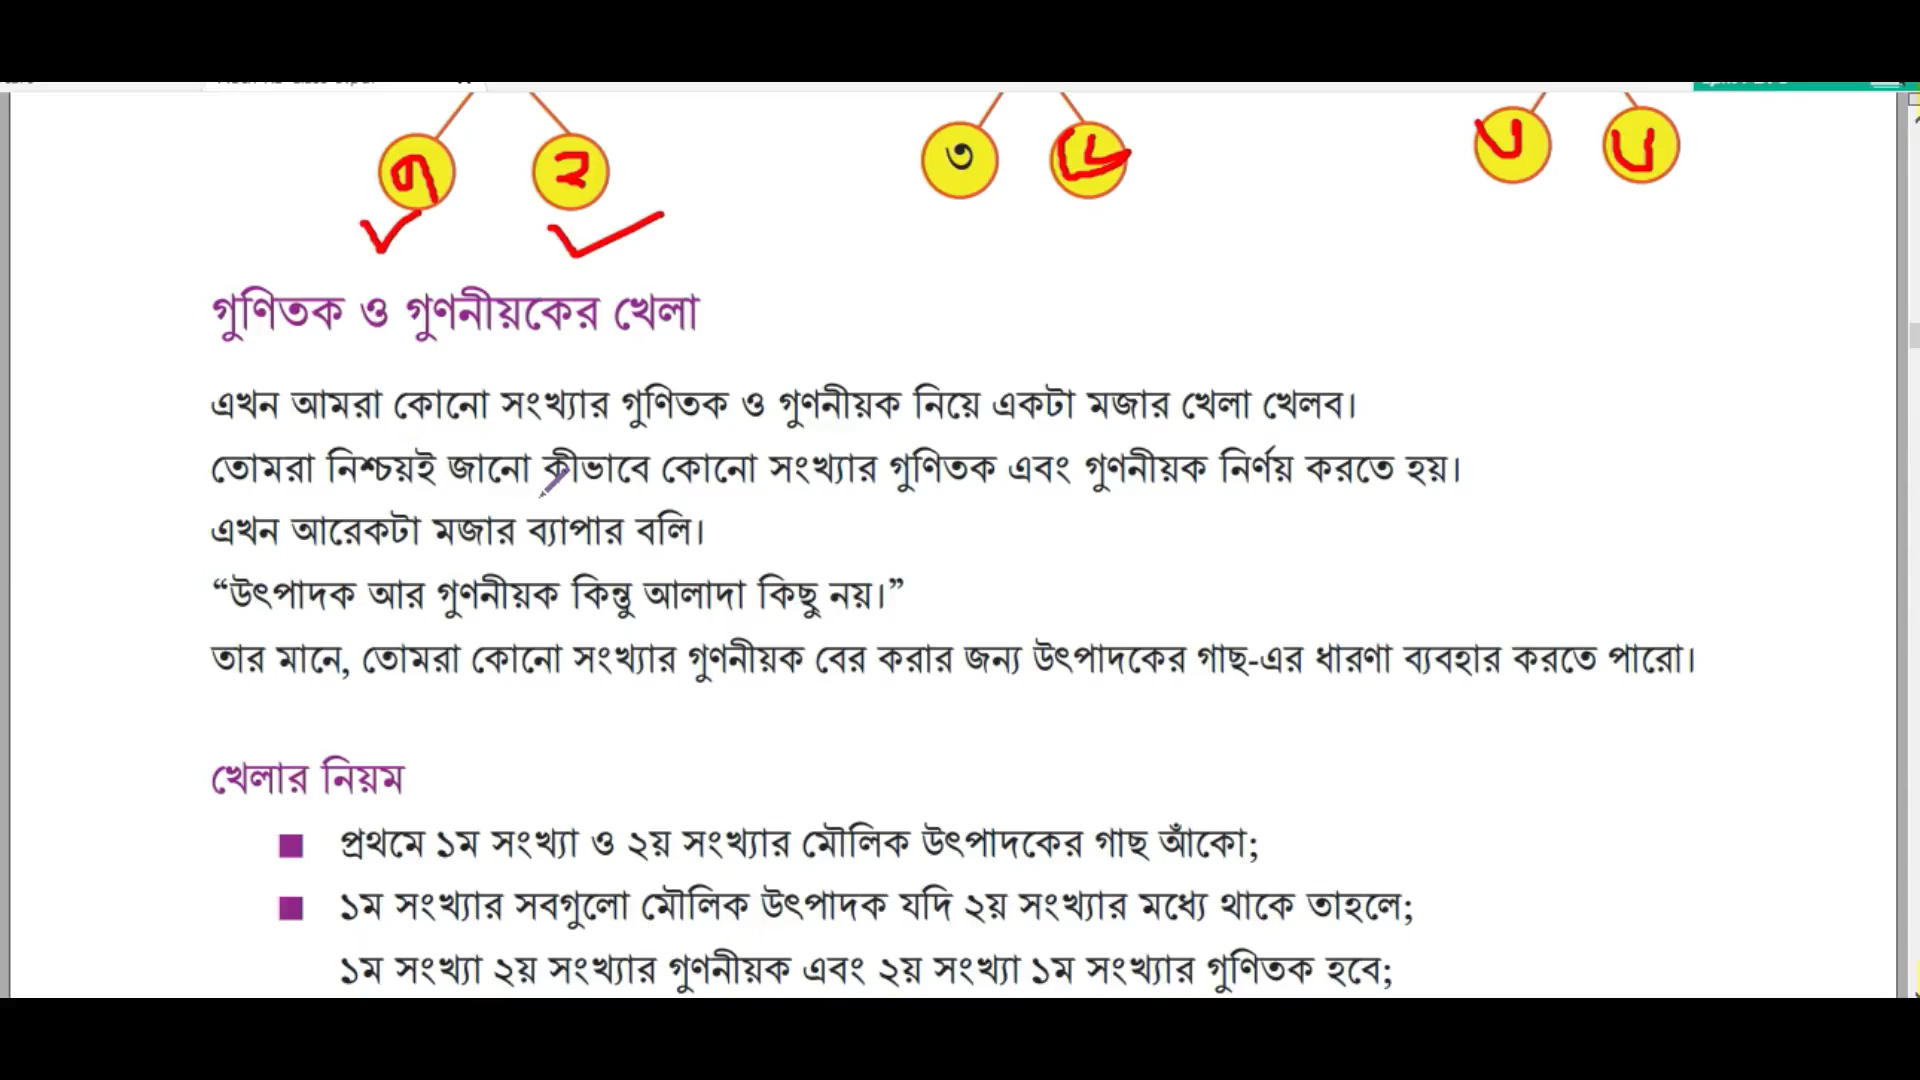 ৩
গুণিতক ও গুণনীয়কের খেলা
এখন আমরা কোনো সংখ্যার গুণিতক ও গুণনীয়ক নিয়ে একটা মজার খেলা খেলব।
তোমরা নিশ্চয়ই জানো কীভাবে কোনো সংখ্যার গুণিতক এবং গুণনীয়ক নির্ণয় করতে হয়।
এখন আরেকটা মজার ব্যাপার বলি।
“উৎপাদক আর গুণনীয়ক কিন্তু আলাদা কিছু নয়।”
তার মানে, তোমরা কোনো সংখ্যার গুণনীয়ক বের করার জন্য উৎপাদকের গাছ-এর ধারণা ব্যবহার করতে পারো।
খেলার নিয়ম
প্রথমে ১ম সংখ্যা ও ২য় সংখ্যার মৌলিক উৎপাদকের গাছ আঁকো;
১ম সংখ্যার সবগুলো মৌলিক উৎপাদক যদি ২য় সংখ্যার মধ্যে থাকে তাহলে;
১ম সংখ্যা ২য় সংখ্যার গুণনীয়ক এবং ২য় সংখ্যা ১ম সংখ্যার গুণিতক হবে;